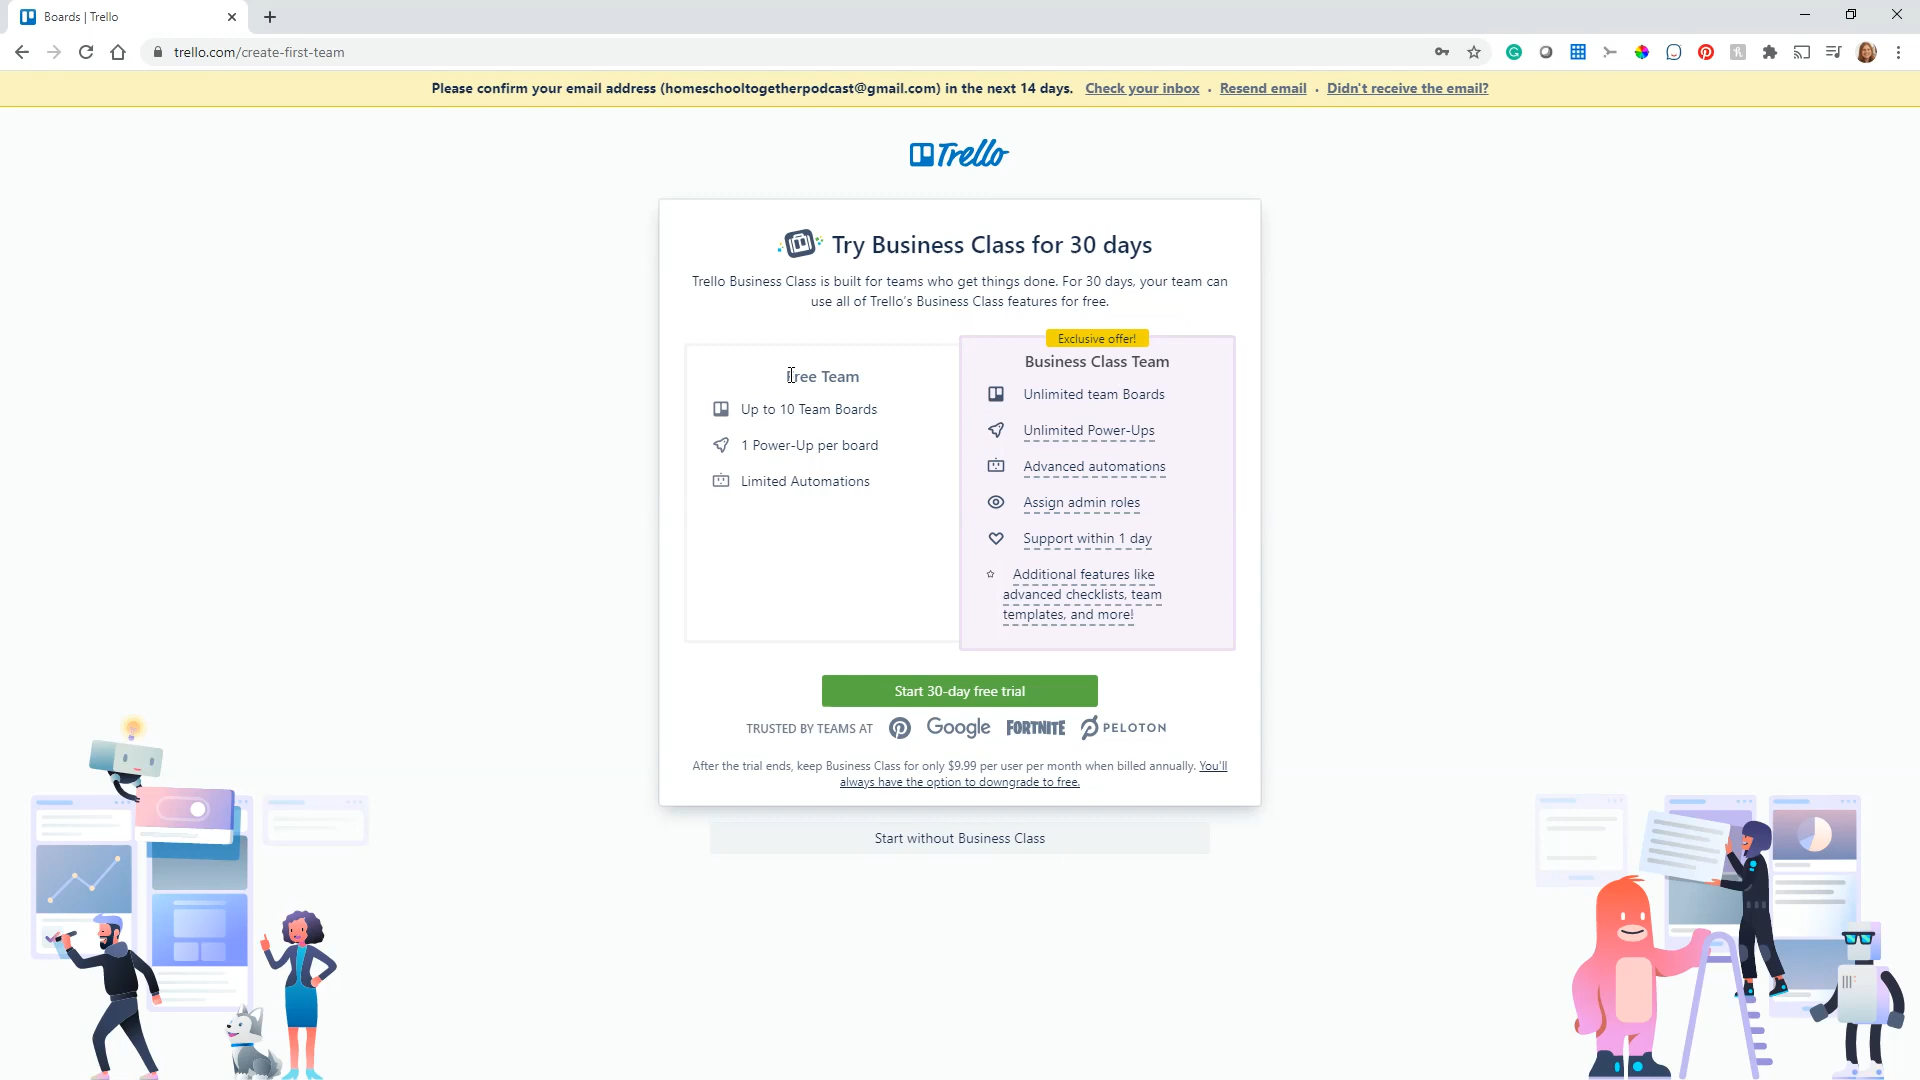 Boards | Trello
trello.com/create-first-team
Please confirm your email address (homeschooltogetherpodcast@gmail.com) in the next 14 days. Check your inbox · Resend email · Didn't receive the email?
Trello
Try Business Class for 30 days
Trello Business Class is built for teams who get things done. For 30 days, your team can
use all of Trello's Business Class features for free.
Exclusive offer!
Free Team
Up to 10 Team Boards
1 Power-Up per board
Limited Automations
Business Class Team
Unlimited team Boards
Unlimited Power-Ups
Advanced automations
Assign admin roles
Support within 1 day
Additional features like
advanced checklists, team
templates, and more!
Start 30-day free trial
TRUSTED BY TEAMS AT Google FORTNITE PELOTON
After the trial ends, keep Business Class for only $9.99 per user per month when billed annually. You'll
always have the option to downgrade to free.
Start without Business Class